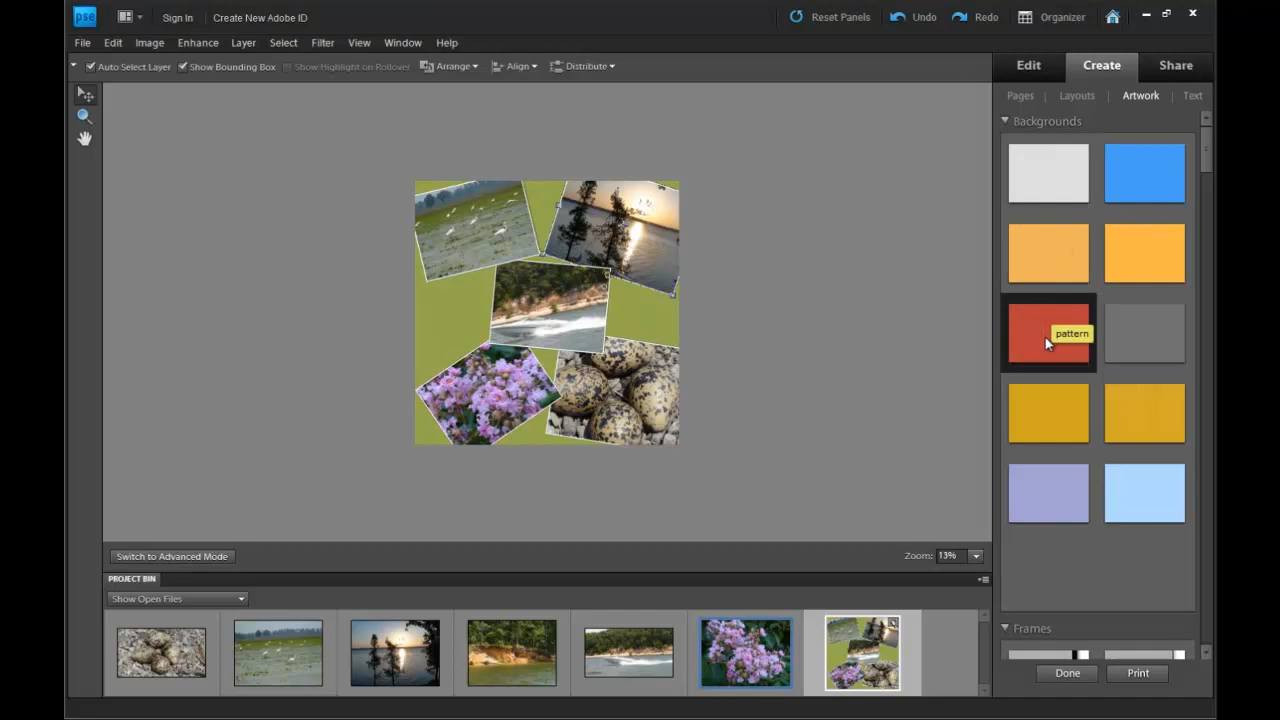 pse Sign In Create New Adobe ID Reset Panels Undo Redo Organizer
File Edit Image Enhance Layer Select Filter View Window Help
Auto Select Layer Show Bounding Box Show Highlight on Rollover Arrange Align Distribute
Edit Create Share
Pages Layouts Artwork Text
Backgrounds
pattern
Switch to Advanced Mode Zoom: 13%
PROJECT BIN
Show Open Files
Frames
Done Print